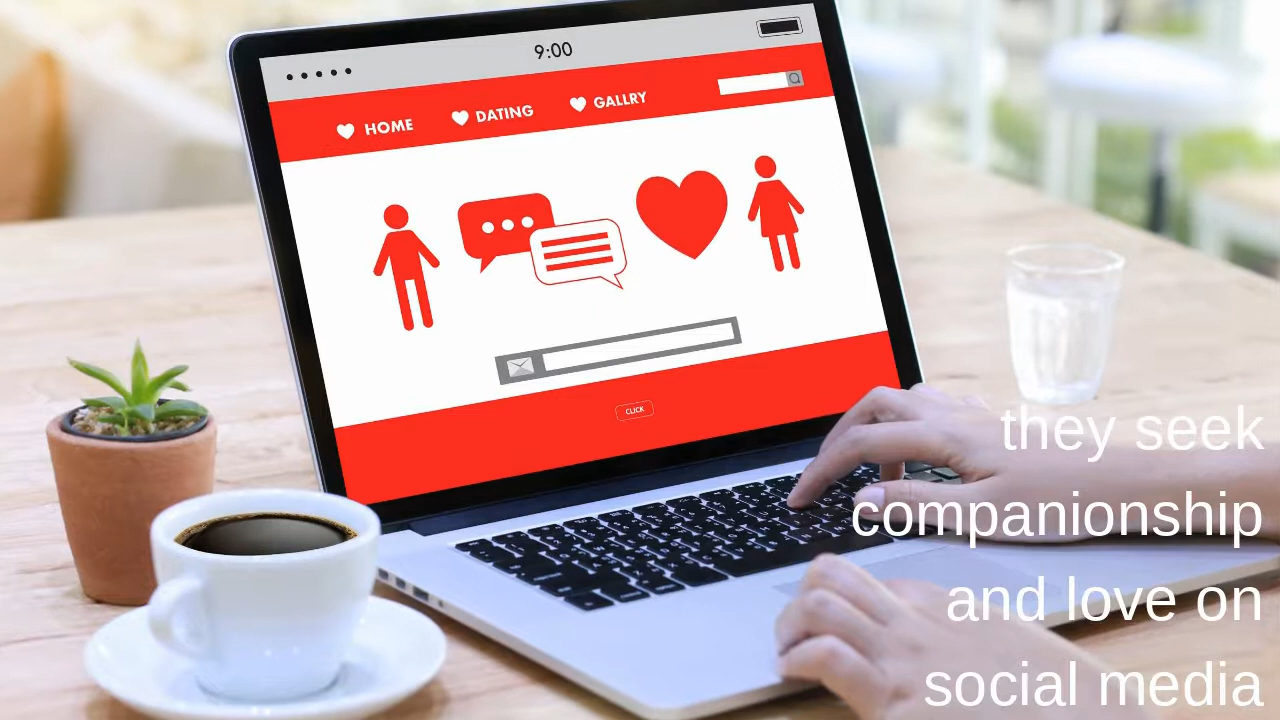 9:00
HOME DATING GALLRY
CLICK
they seek
companionship
and love on
social media